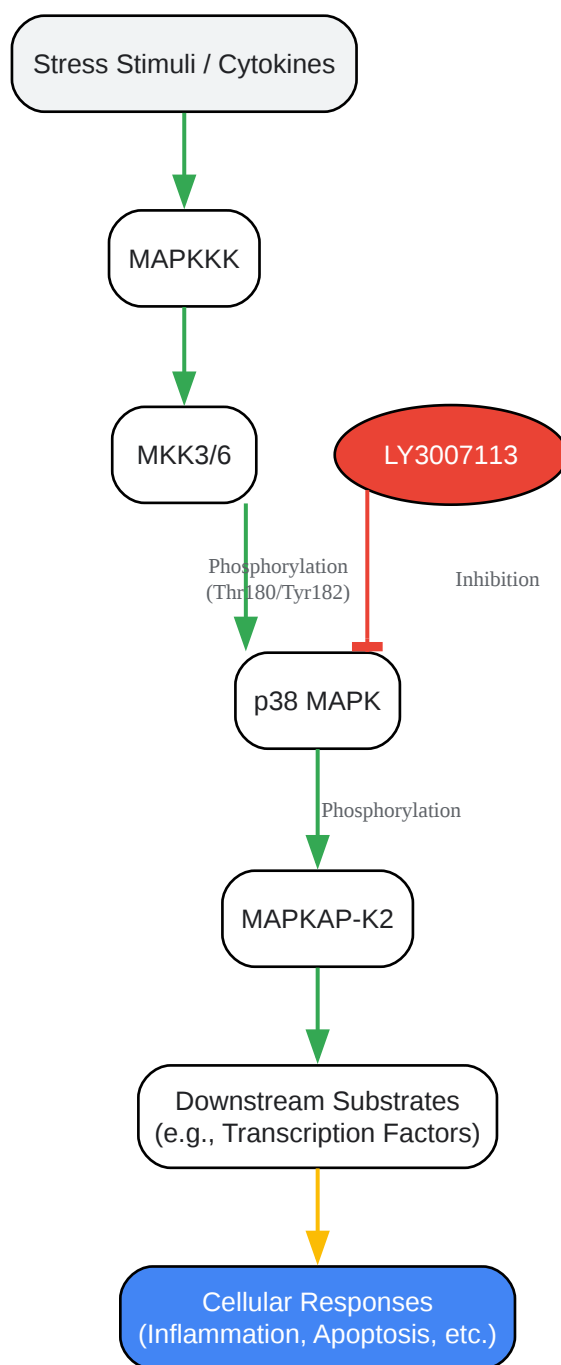 Stress Stimuli / Cytokines
MAPKKK
MKK3/6
LY3007113
Phosphorylation
(Thr180/Tyr182)
Inhibition
p38 MAPK
Phosphorylation
MAPKAP-K2
Downstream Substrates
(e.g., Transcription Factors)
Cellular Responses
(Inflammation, Apoptosis, etc.)